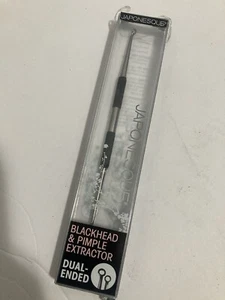 JAPONESQUE
BLACKHEAD
& PIMPLE
EXTRACTOR
DUAL-
ENDED